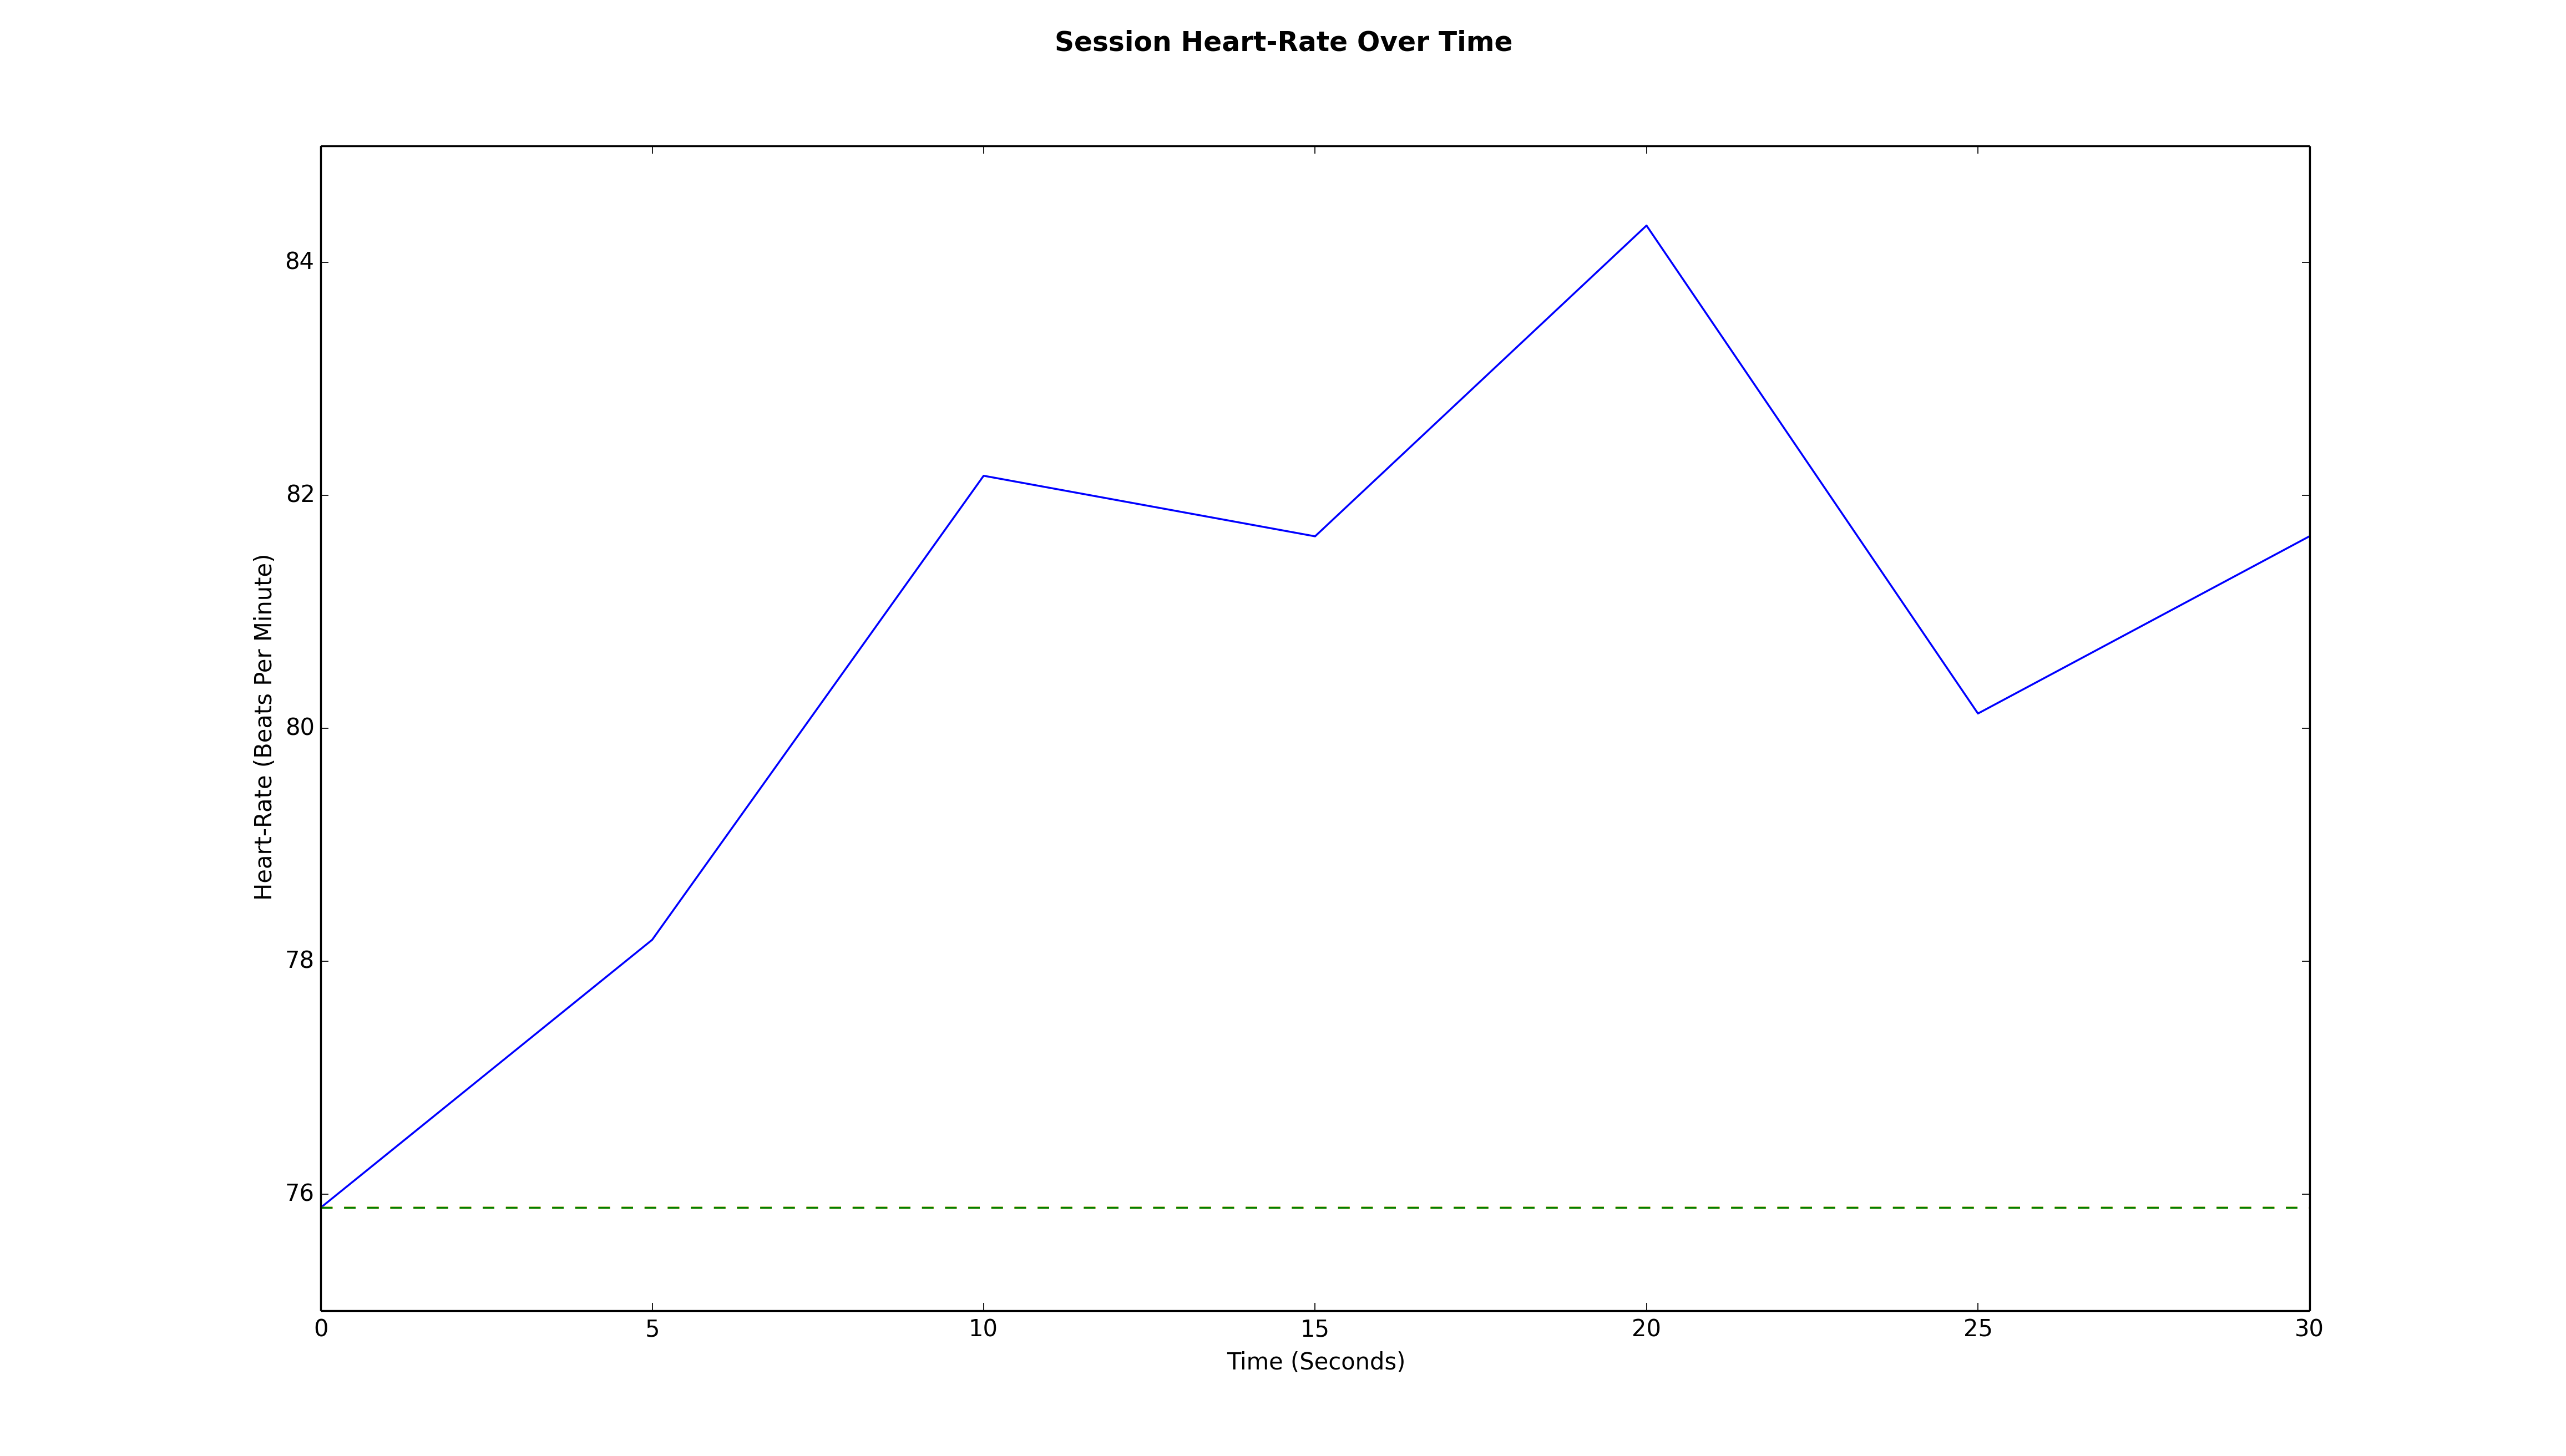 Session Heart-Rate Over Time
84
82
80
78
76
Heart-Rate (Beats Per Minute)
0 5 10 15 20 25 30
Time (Seconds)